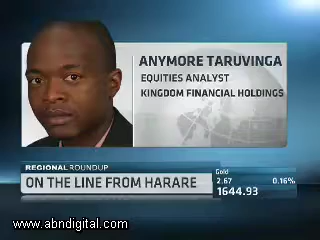 ANYMORE TARUVINGA
EQUITIES ANALYST
KINGDOM FINANCIAL HOLDINGS
REGIONAL ROUNDUP
ON THE LINE FROM HARARE
Gold
2.67 0.16%
1644.93
www.abndigital.com